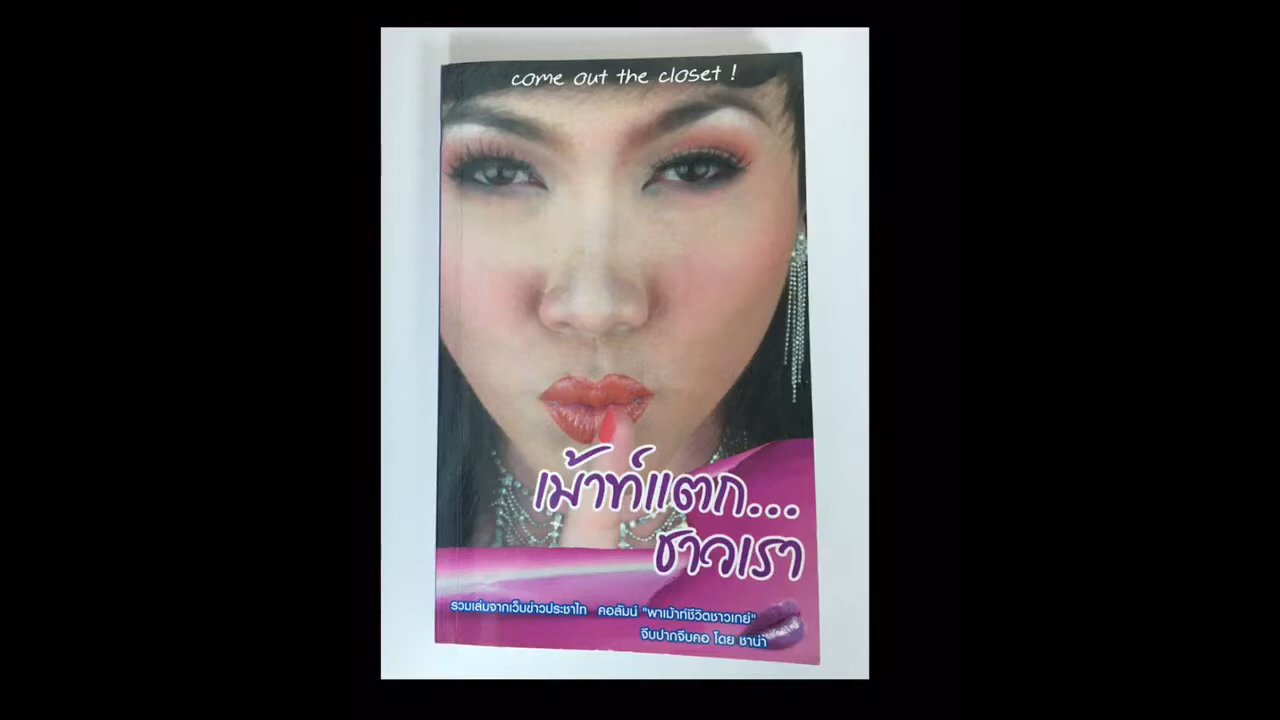 come out the closet !
เม้าท์แตก...
ชาวเรา
รวมเล่มจากเว็บข่าวประชาไท คอลัมน์ "พาเม้าท์ชีวิตชาวเกย์"
จีบปากจีบคอ โดย ชาน่า